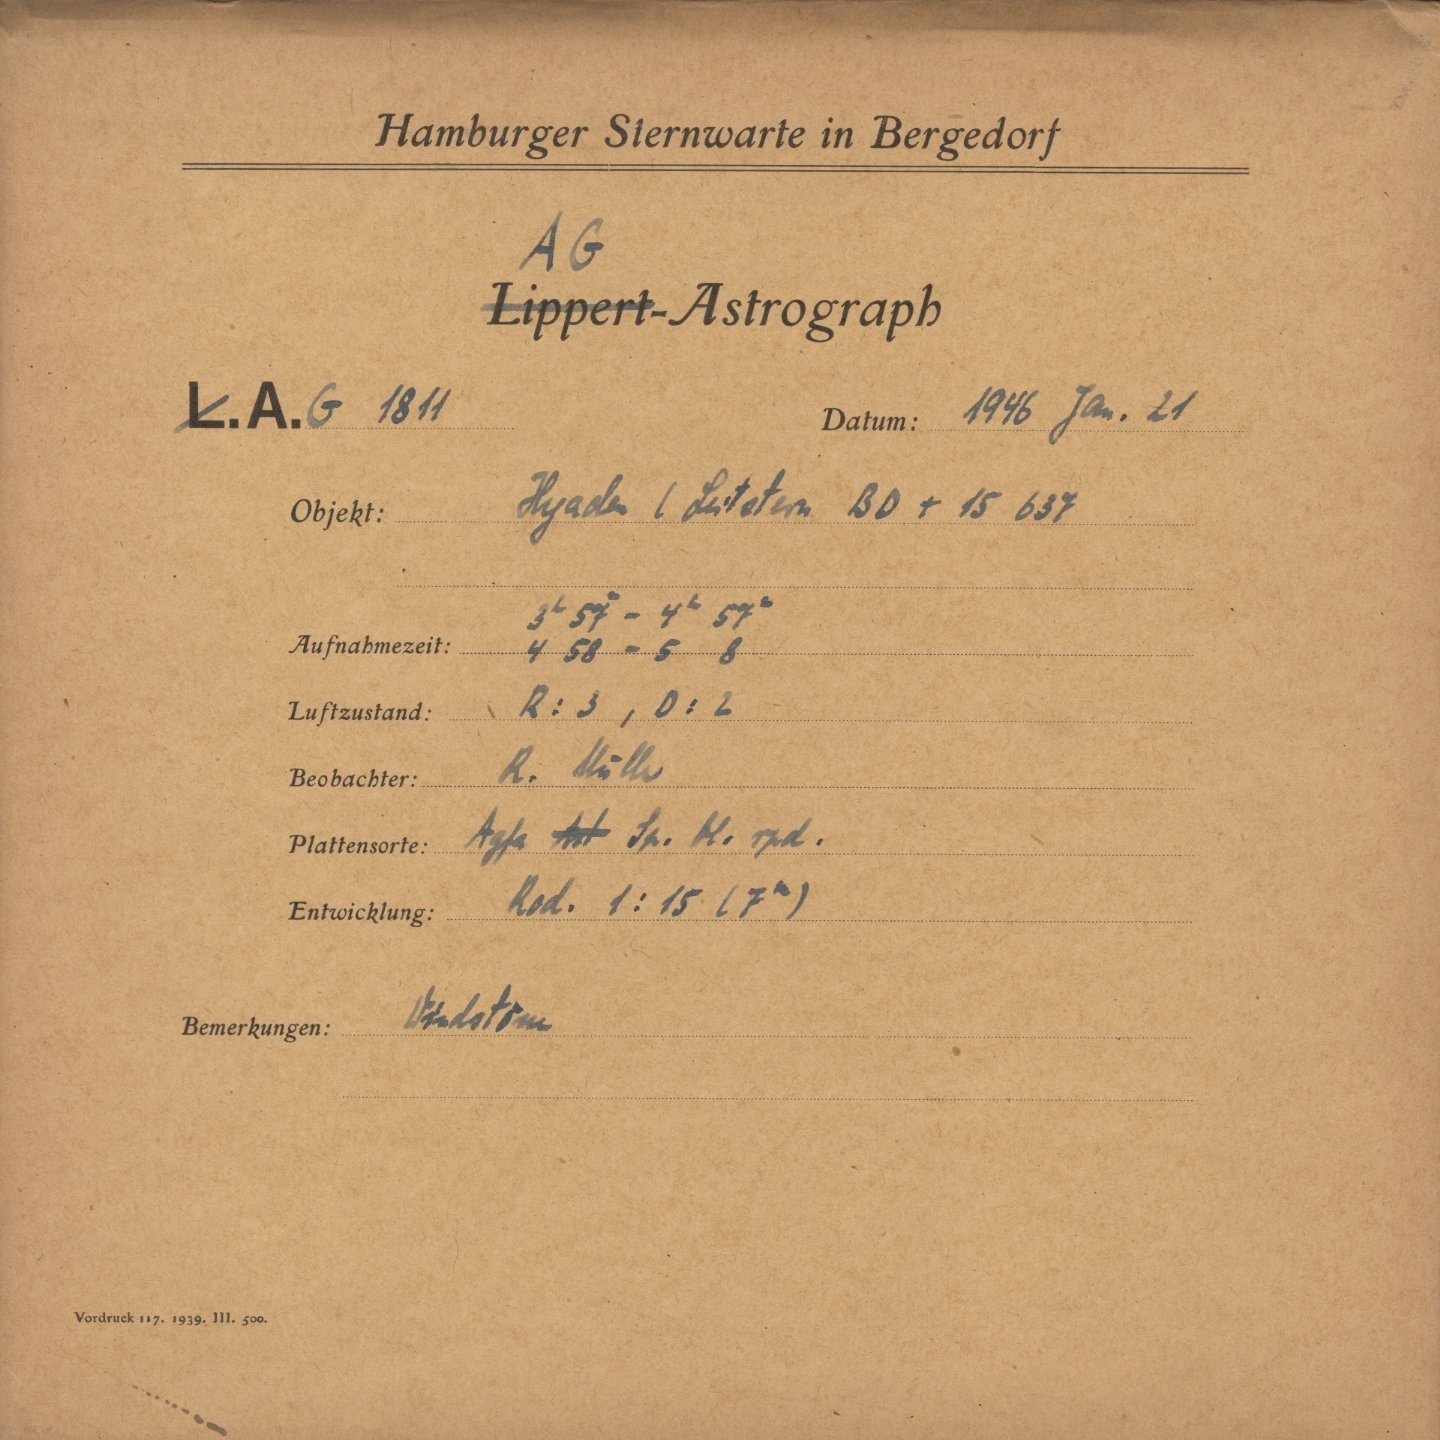 Hamburger Sternwarte in Bergedorf
AG
Lippert-Astrograph
L.A.G 1811 Datum: 1946 Jan. 21
Objekt: Hyaden ( Leitstern BD + 15 637
3ʰ 57ᵐ - 4ʰ 57ᵐ
Aufnahmezeit: 4 58 - 5 8
Luftzustand: R: 3 , D: 2
Beobachter: R. Müller
Plattensorte: Agfa Ast Sp. bl. rpd.
Entwicklung: Rod. 1:15 (7ᵐ)
Bemerkungen:
Vordruck 117. 1939. III. 500.